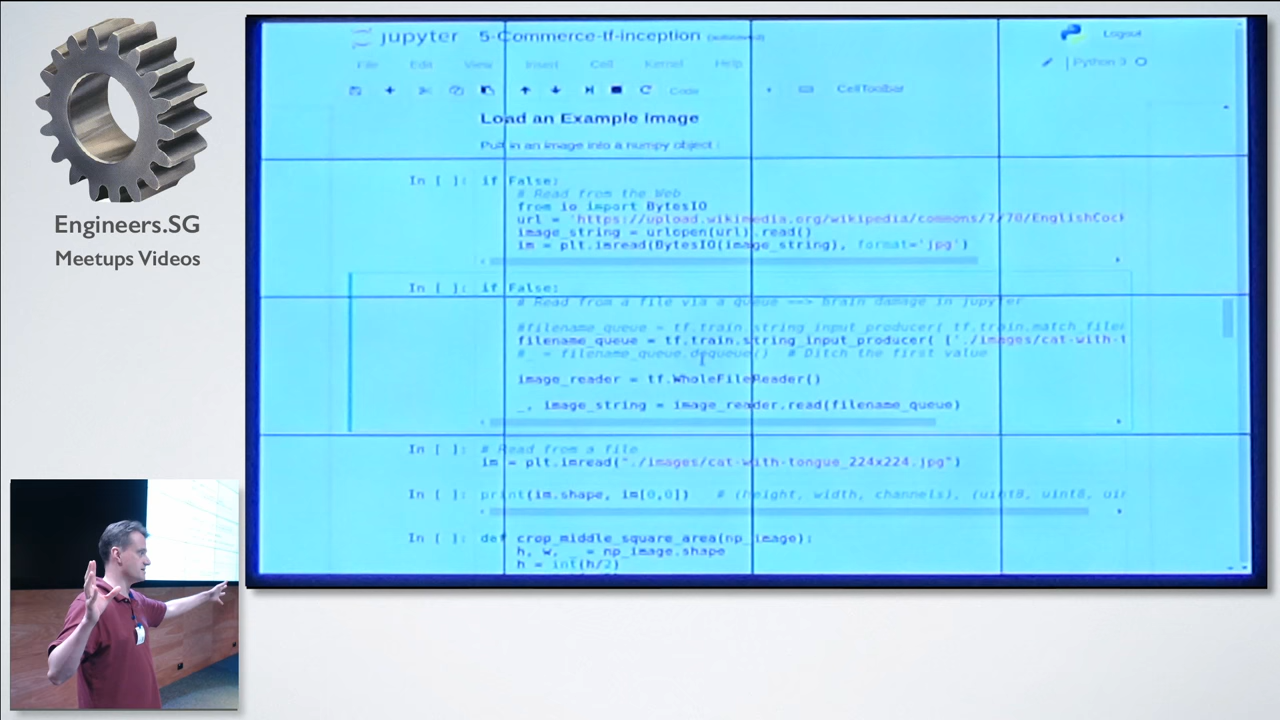 jupyter 5-Commerce-tf-inception (autosaved)
Logout
File Edit View Insert Cell Kernel Help
Python 3
Code CellToolbar
Load an Example Image
Pull in an image into a numpy object :
In [ ]: if False:
# Read from the Web
from io import BytesIO
url = 'https://upload.wikimedia.org/wikipedia/commons/7/70/EnglishCock
image_string = urlopen(url).read()
im = plt.imread(BytesIO(image_string), format='jpg')
In [ ]: if False:
# Read from a file via a queue ==> brain damage in jupyter
#filename_queue = tf.train.string_input_producer( tf.train.match_filen
filename_queue = tf.train.string_input_producer( ['./images/cat-with-t
#_ = filename_queue.dequeue() # Ditch the first value
image_reader = tf.WholeFileReader()
_, image_string = image_reader.read(filename_queue)
In [ ]: # Read from a file
im = plt.imread("./images/cat-with-tongue_224x224.jpg")
In [ ]: print(im.shape, im[0,0]) # (height, width, channels), (uint8, uint8, uin
In [ ]: def crop_middle_square_area(np_image):
h, w, _ = np_image.shape
h = int(h/2)
Engineers.SG
Meetups Videos